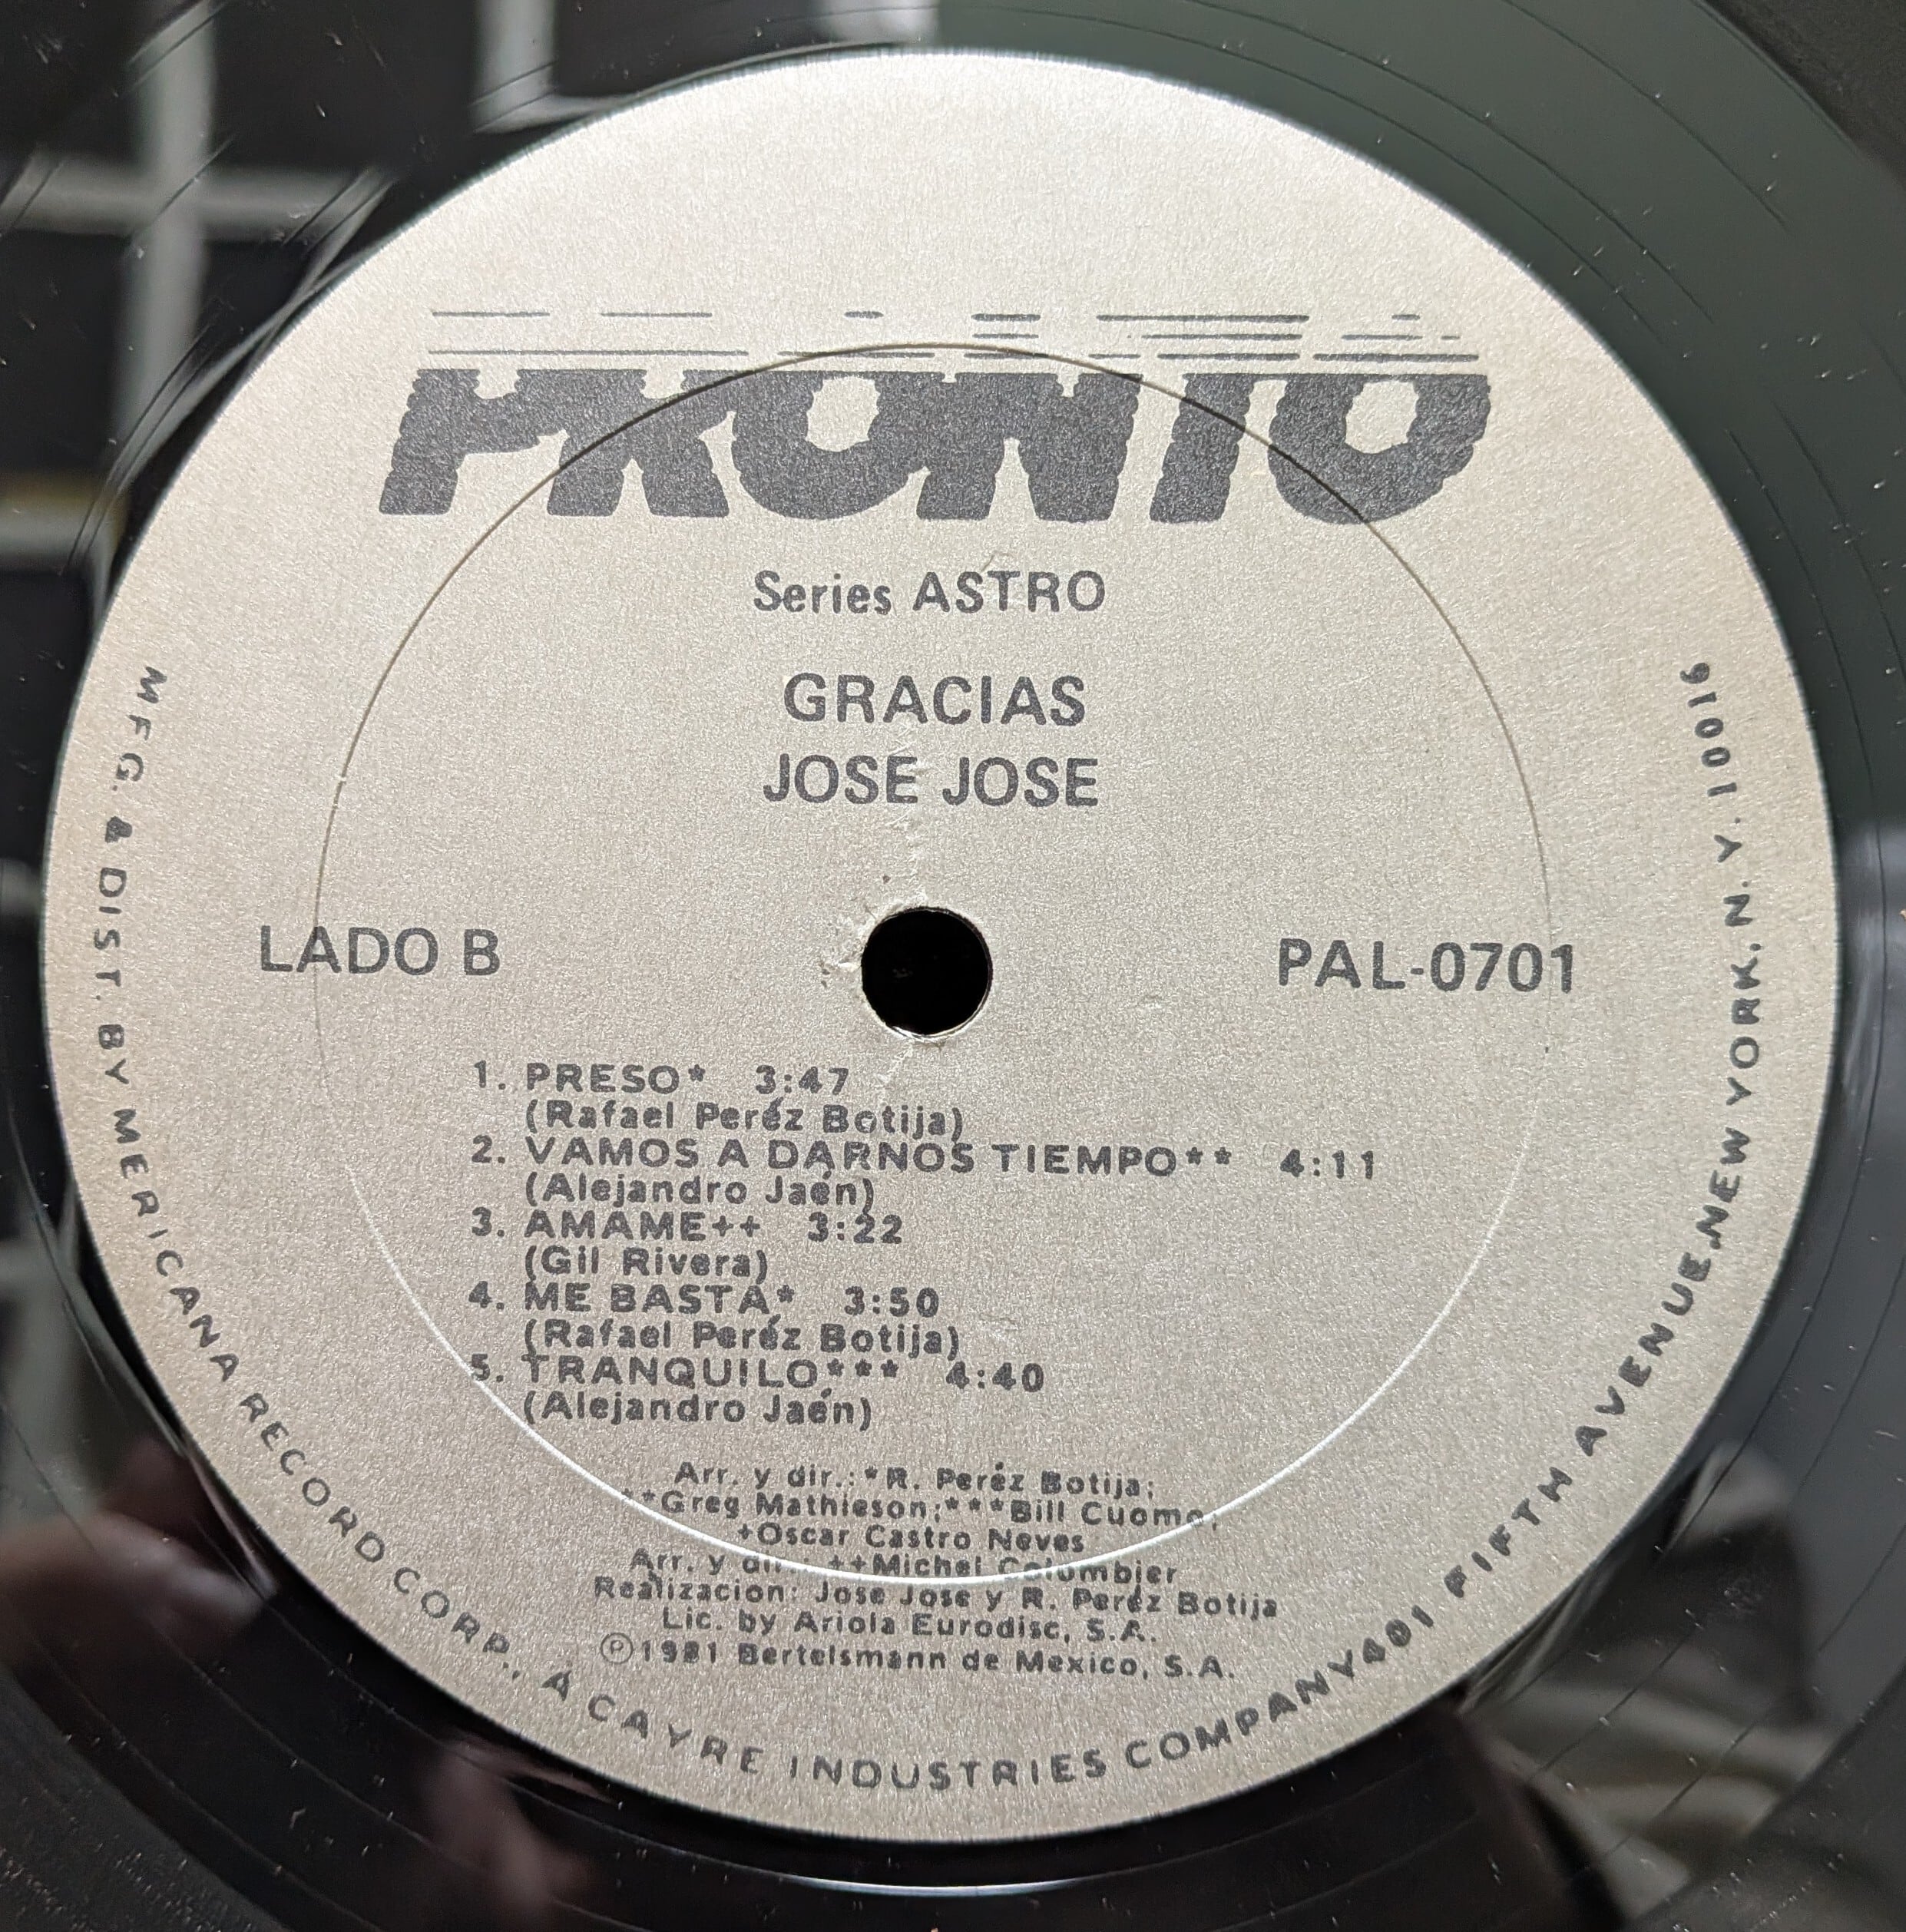 PRONTO
Series ASTRO
GRACIAS
JOSE JOSE
LADO B
PAL-0701
1. PRESO* 3:47
(Rafael Peréz Botija)
2. VAMOS A DARNOS TIEMPO** 4:11
(Alejandro Jaén)
3. AMAME++ 3:22
(Gil Rivera)
4. ME BASTA* 3:50
(Rafael Peréz Botija)
5. TRANQUILO*** 4:40
(Alejandro Jaén)
Arr. y dir.:*R. Peréz Botija;
**Greg Mathieson;***Bill Cuomo;
+Oscar Castro Neves
Arr. y dir.: ++Michel Colombier
Realizacion: Jose Jose y R. Peréz Botija
Lic. by Ariola Eurodisc, S.A.
℗1981 Bertelsmann de Mexico, S.A.
MFG. & DIST. BY MERICANA RECORD CORP., A CAYRE INDUSTRIES COMPANY401 FIFTH AVENUE,NEW YORK, N. Y. 10016